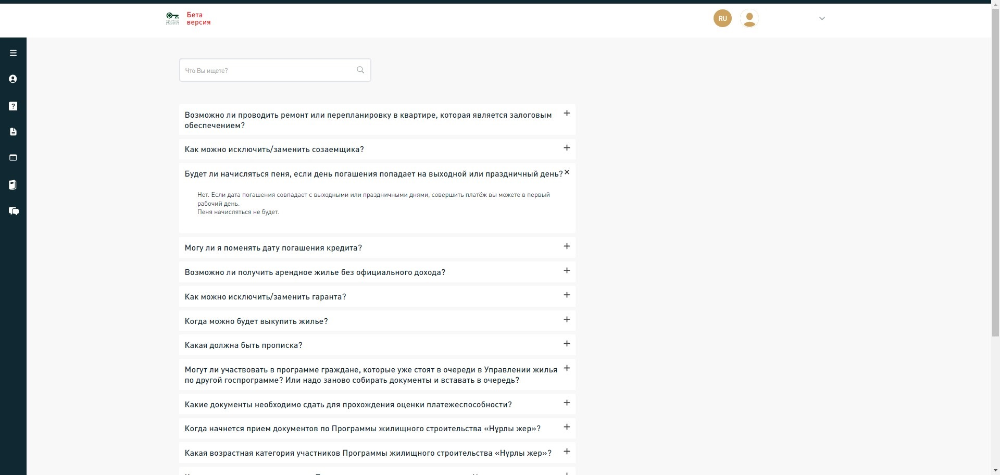 Бета
версия
RU
Что Вы ищете?
Возможно ли проводить ремонт или перепланировку в квартире, которая является залоговым
обеспечением?
Как можно исключить/заменить созаемщика?
Будет ли начисляться пеня, если день погашения попадает на выходной или праздничный день?
Нет. Если дата погашения совпадает с выходными или праздничными днями, совершить платёж вы можете в первый
рабочий день.
Пеня начисляться не будет.
Могу ли я поменять дату погашения кредита?
Возможно ли получить арендное жилье без официального дохода?
Как можно исключить/заменить гаранта?
Когда можно будет выкупить жилье?
Какая должна быть прописка?
Могут ли участвовать в программе граждане, которые уже стоят в очереди в Управлении жилья
по другой госпрограмме? Или надо заново собирать документы и вставать в очередь?
Какие документы необходимо сдать для прохождения оценки платежеспособности?
Когда начнется прием документов по Программы жилищного строительства «Нұрлы жер»?
Какая возрастная категория участников Программы жилищного строительства «Нұрлы жер»?